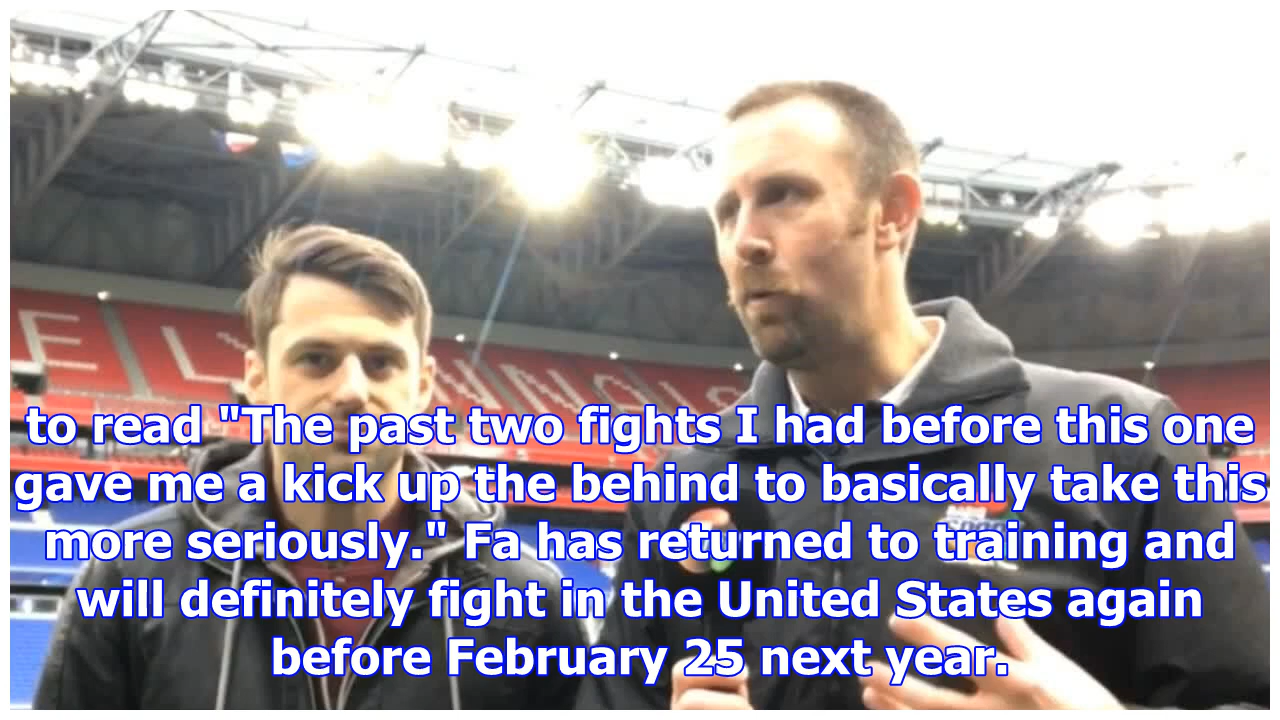 ELY NNAIS
to read "The past two fights I had before this one
gave me a kick up the behind to basically take this
more seriously." Fa has returned to training and
will definitely fight in the United States again
before February 25 next year.